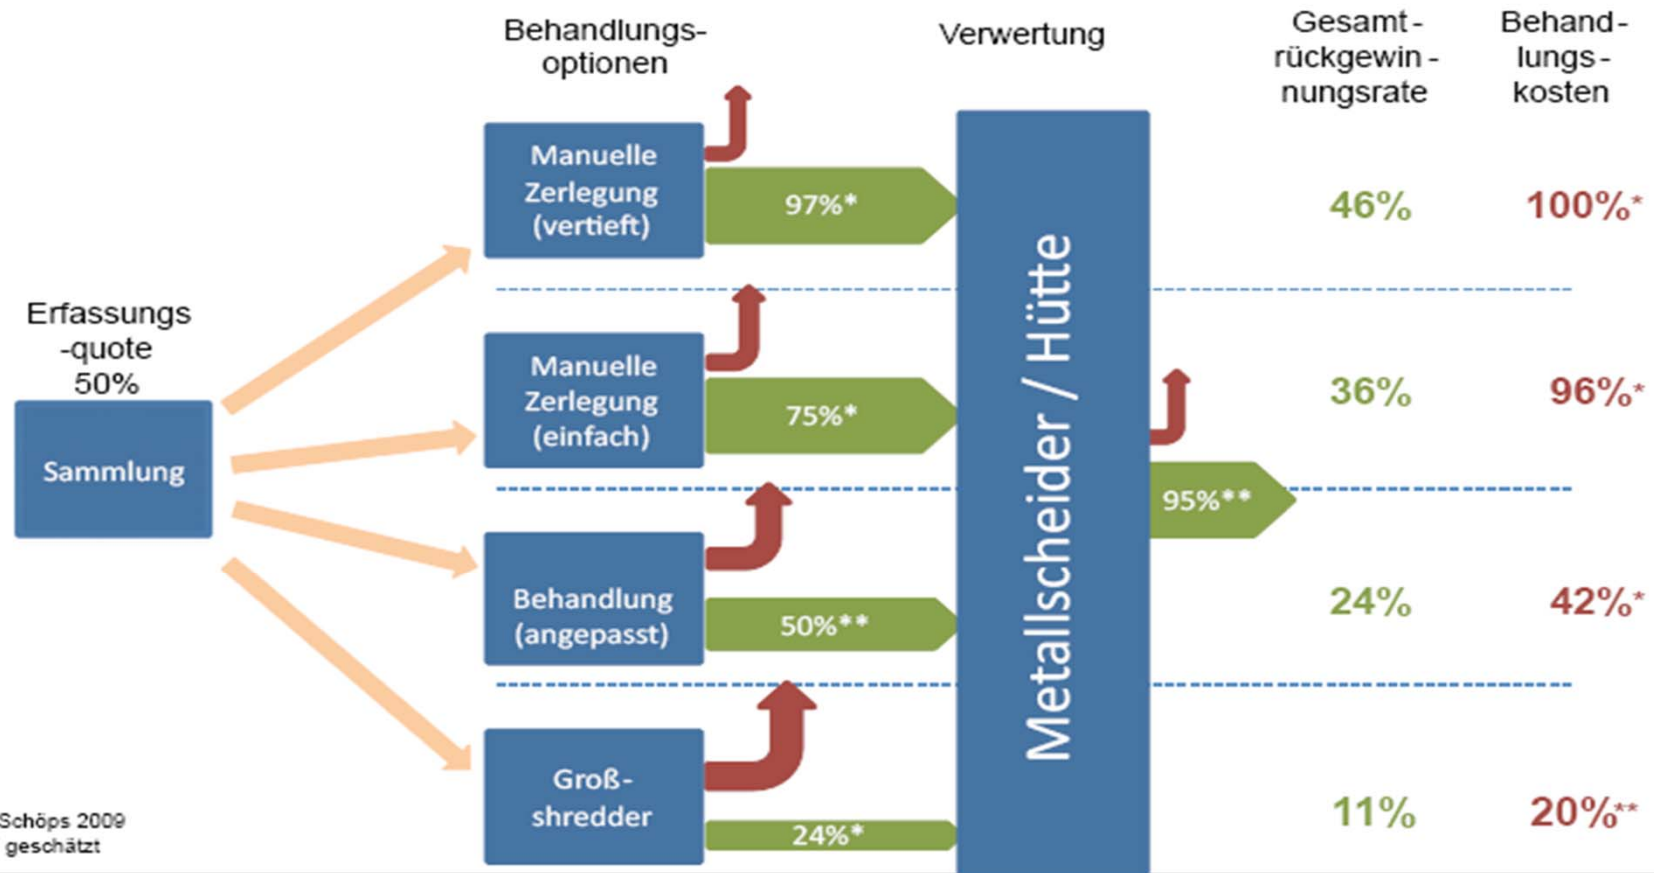 Behandlungs-
optionen
Verwertung
Gesamt-
rückgewin-
nungsrate
Behand-
lungs-
kosten
Manuelle
Zerlegung
(vertieft)
97%*
46%
100%*
Erfassungs
-quote
50%
Sammlung
Manuelle
Zerlegung
(einfach)
75%*
36%
96%*
Metallscheider / Hütte
95%**
Behandlung
(angepasst)
50%**
24%
42%*
Groß-
shredder
24%*
11%
20%**
Schöps 2009
geschätzt